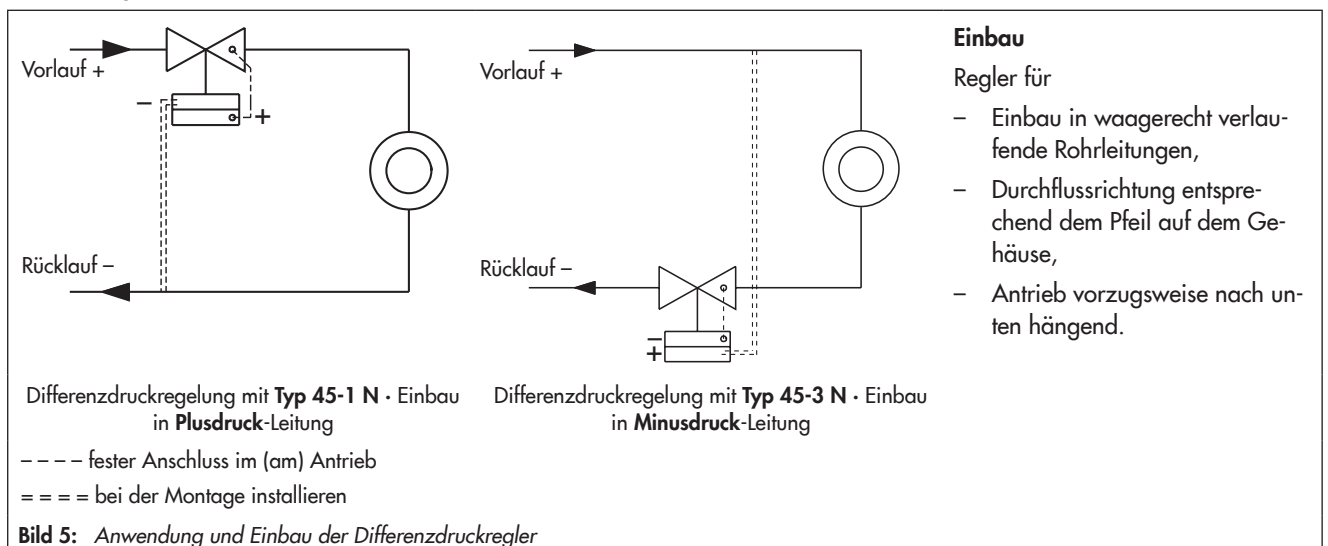 Vorlauf +
–
+
Rücklauf –
Differenzdruckregelung mit Typ 45-1 N · Einbau
in Plusdruck-Leitung
Vorlauf +
Rücklauf –
–
+
Differenzdruckregelung mit Typ 45-3 N · Einbau
in Minusdruck-Leitung
– – – – fester Anschluss im (am) Antrieb
= = = = bei der Montage installieren
Bild 5: Anwendung und Einbau der Differenzdruckregler
Einbau
Regler für
– Einbau in waagerecht verlau-
fende Rohrleitungen,
– Durchflussrichtung entspre-
chend dem Pfeil auf dem Ge-
häuse,
– Antrieb vorzugsweise nach un-
ten hängend.